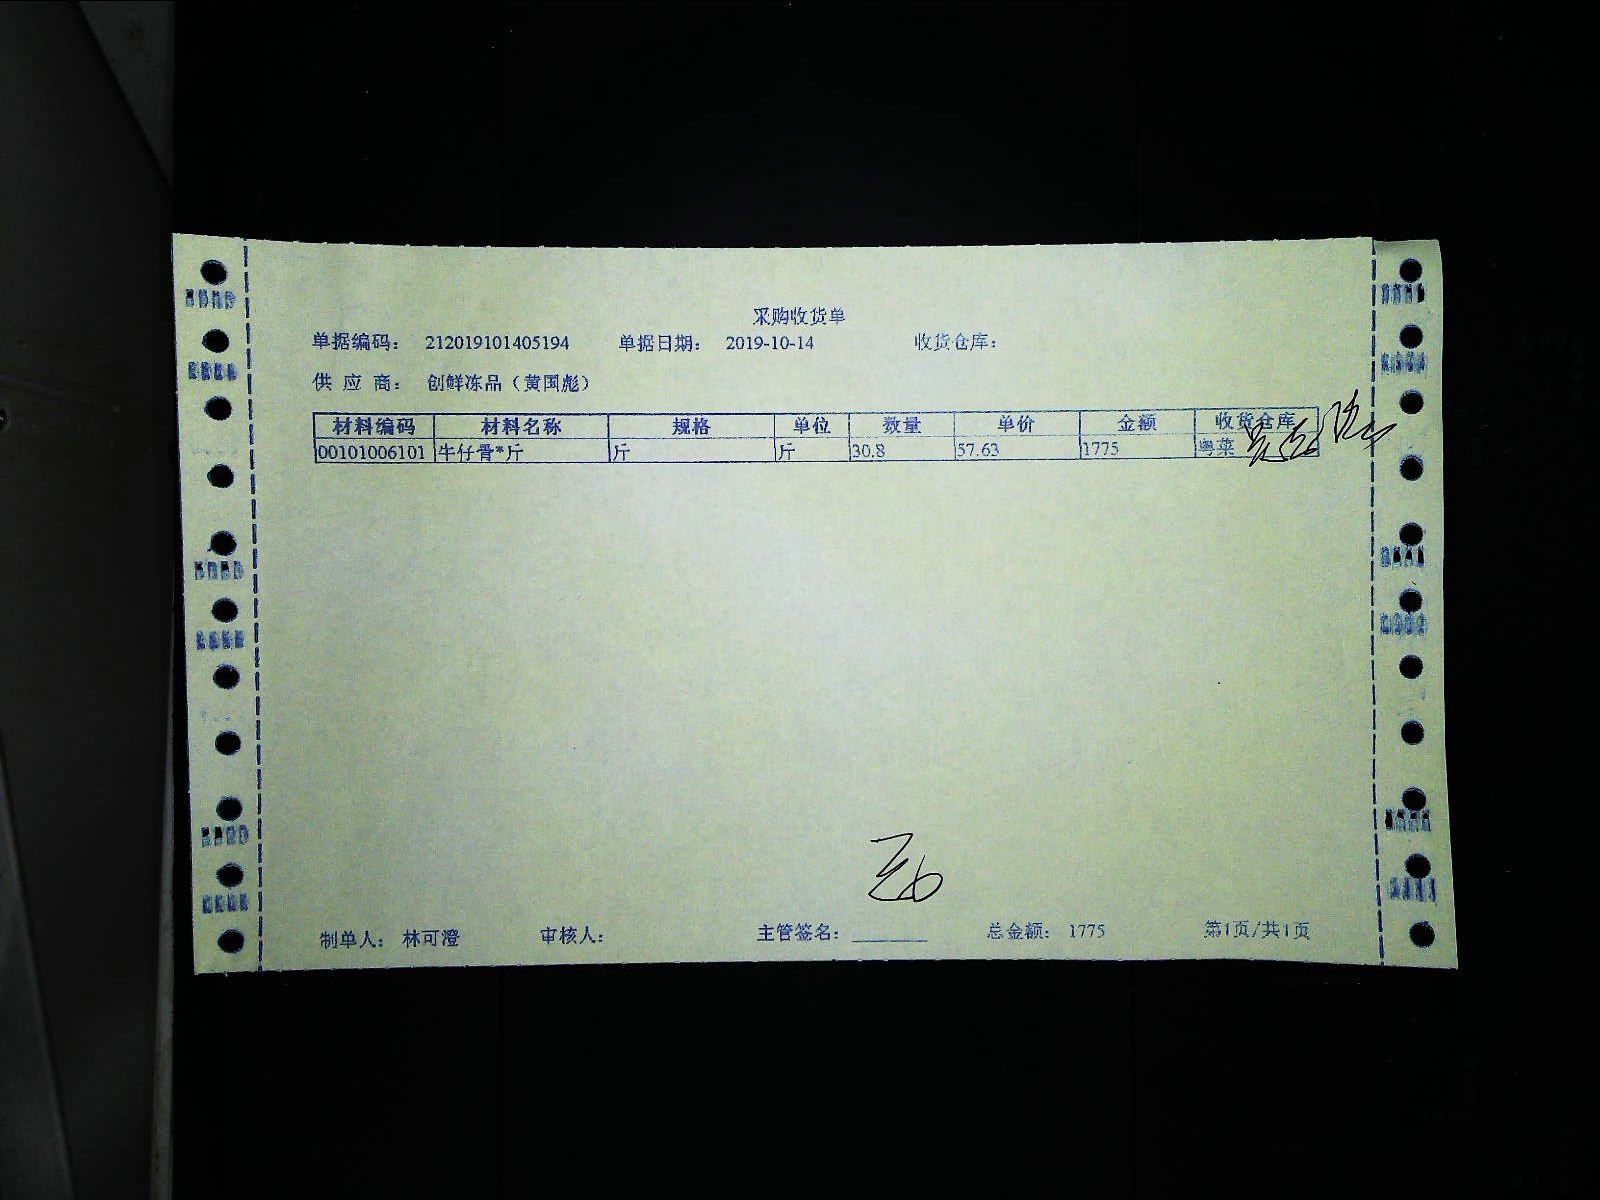 采购收货单
单据编码： 212019101405194 单据日期： 2019-10-14 收货仓库：
供 应 商： 创鲜冻品（黄国彪）
材料编码 材料名称 规格 单位 数量 单价 金额 收货仓库
00101006101 牛仔骨*斤 斤 斤 30.8 57.63 1775 粤菜
制单人： 林可澄 审核人： 主管签名： 总金额： 1775 第1页/共1页